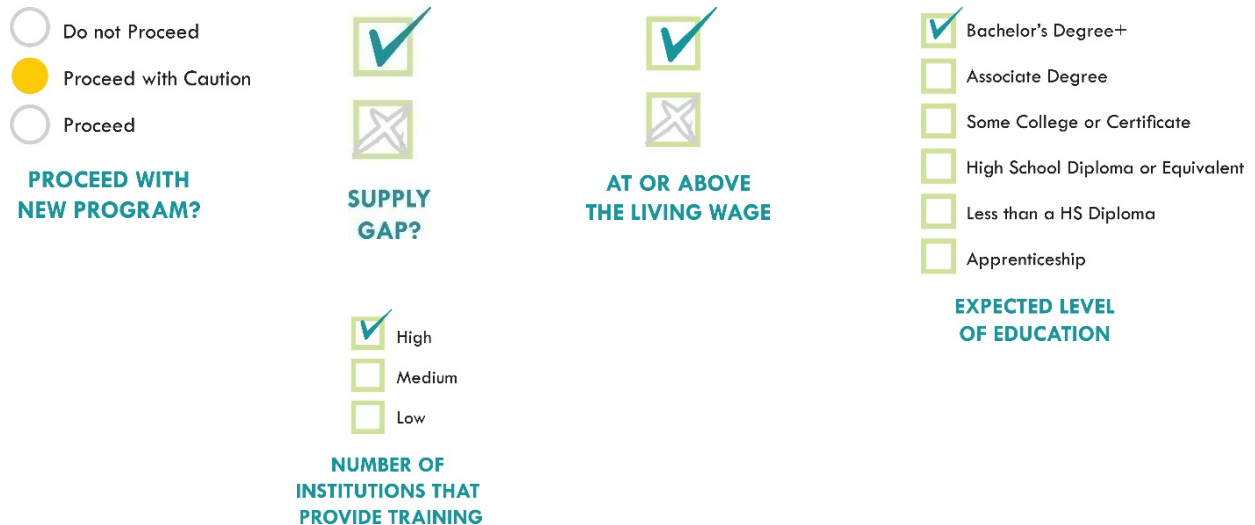 Do not Proceed
Proceed with Caution
Proceed
PROCEED WITH
NEW PROGRAM?
SUPPLY
GAP?
AT OR ABOVE
THE LIVING WAGE
Bachelor's Degree+
Associate Degree
Some College or Certificate
High School Diploma or Equivalent
Less than a HS Diploma
Apprenticeship
EXPECTED LEVEL
OF EDUCATION
High
Medium
Low
NUMBER OF
INSTITUTIONS THAT
PROVIDE TRAINING